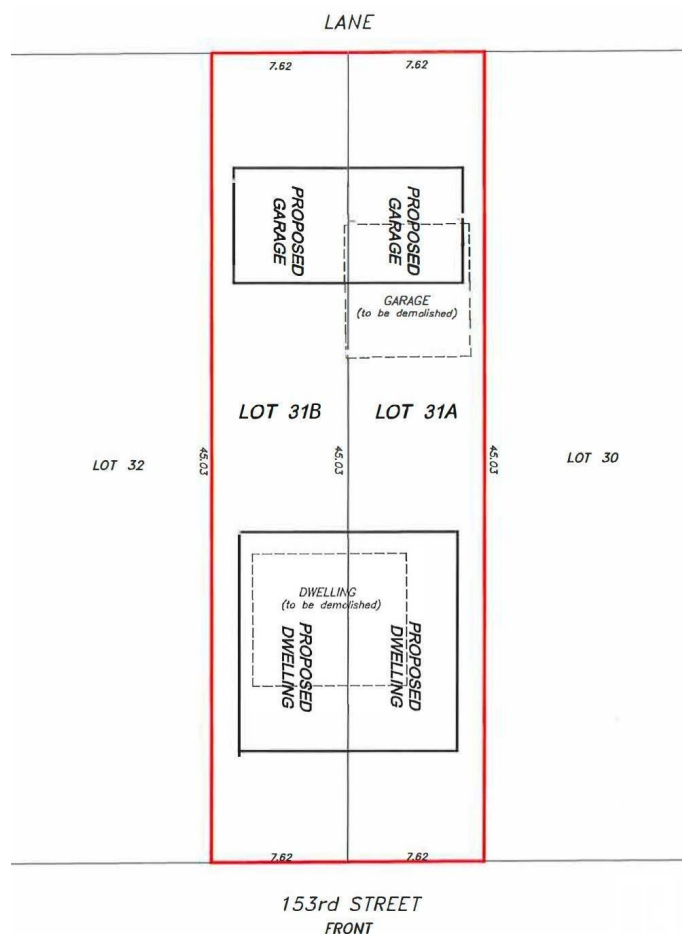 LANE
7.62
7.62
PROPOSED
GARAGE
PROPOSED
GARAGE
GARAGE
(to be demolished)
LOT 31B
LOT 31A
LOT 32
45.03
45.03
45.03
LOT 30
DWELLING
(to be demolished)
PROPOSED
DWELLING
PROPOSED
DWELLING
7.62
7.62
153rd STREET
FRONT